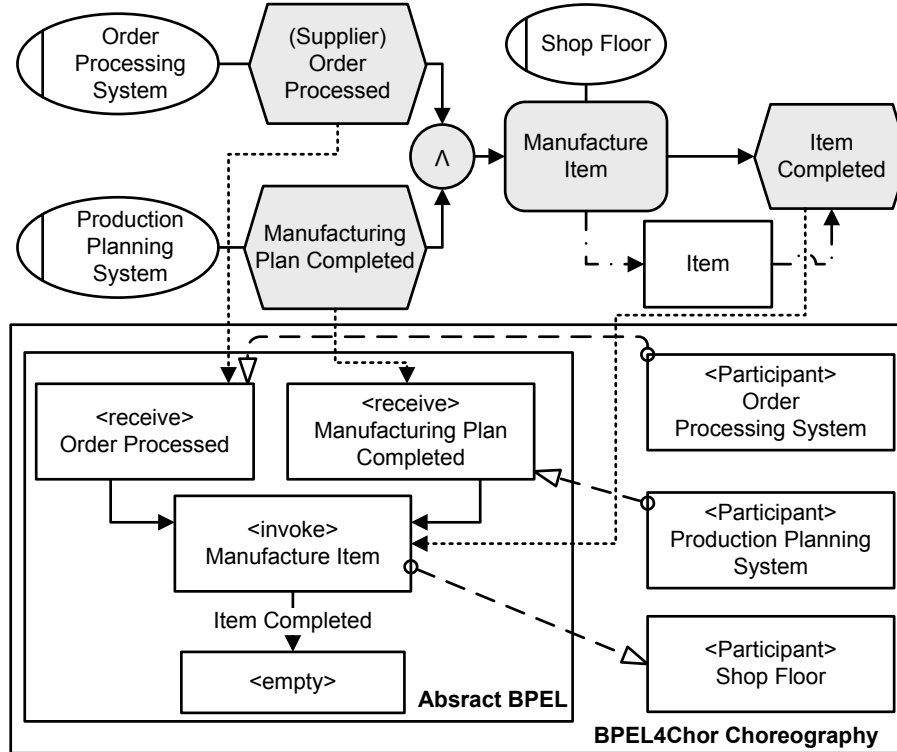 Order
Processing
System
(Supplier)
Order
Processed
Shop Floor
Λ
Manufacture
Item
Item
Completed
Production
Planning
System
Manufacturing
Plan Completed
Item
<receive>
Order Processed
<receive>
Manufacturing Plan
Completed
<Participant>
Order
Processing System
<invoke>
Manufacture Item
<Participant>
Production Planning
System
Item Completed
<empty>
<Participant>
Shop Floor
Absract BPEL
BPEL4Chor Choreography